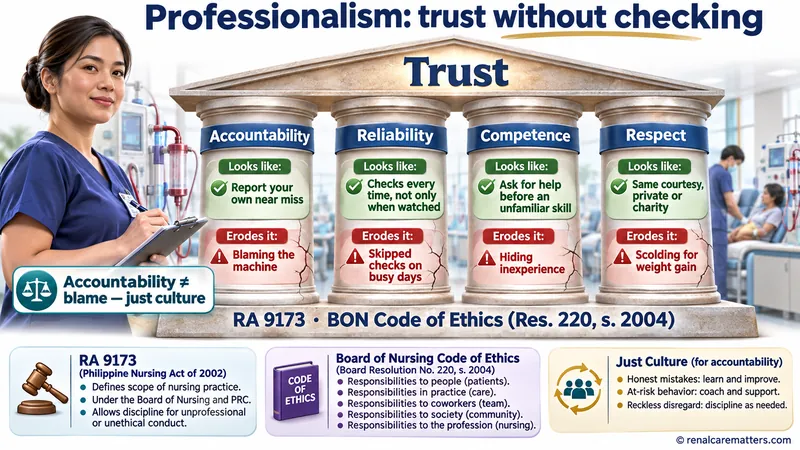 Professionalism: trust without checking
Trust
Accountability
Looks like:
Report your
own near miss
Erodes it:
Blaming the
machine
Reliability
Looks like:
Checks every
time, not only
when watched
Erodes it:
Skipped
checks on
busy days
Competence
Looks like:
Ask for help
before an
unfamiliar skill
Erodes it:
Hiding
inexperience
Respect
Looks like:
Same courtesy,
private or
charity
Erodes it:
Scolding for
weight gain
Accountability ≠
blame — just culture
RA 9173 · BON Code of Ethics (Res. 220, s. 2004)
RA 9173
(Philippine Nursing Act of 2002)
• Defines scope of nursing practice.
• Under the Board of Nursing and PRC.
• Allows discipline for unprofessional
or unethical conduct.
CODE
OF
ETHICS
Board of Nursing Code of Ethics
(Board Resolution No. 220, s. 2004)
• Responsibilities to people (patients).
• Responsibilities in practice (care).
• Responsibilities to coworkers (team).
• Responsibilities to society (community).
• Responsibilities to the profession (nursing).
Just Culture (for accountability)
• Honest mistakes: learn and improve.
• At-risk behavior: coach and support.
• Reckless disregard: discipline as needed.
© renalcarematters.com